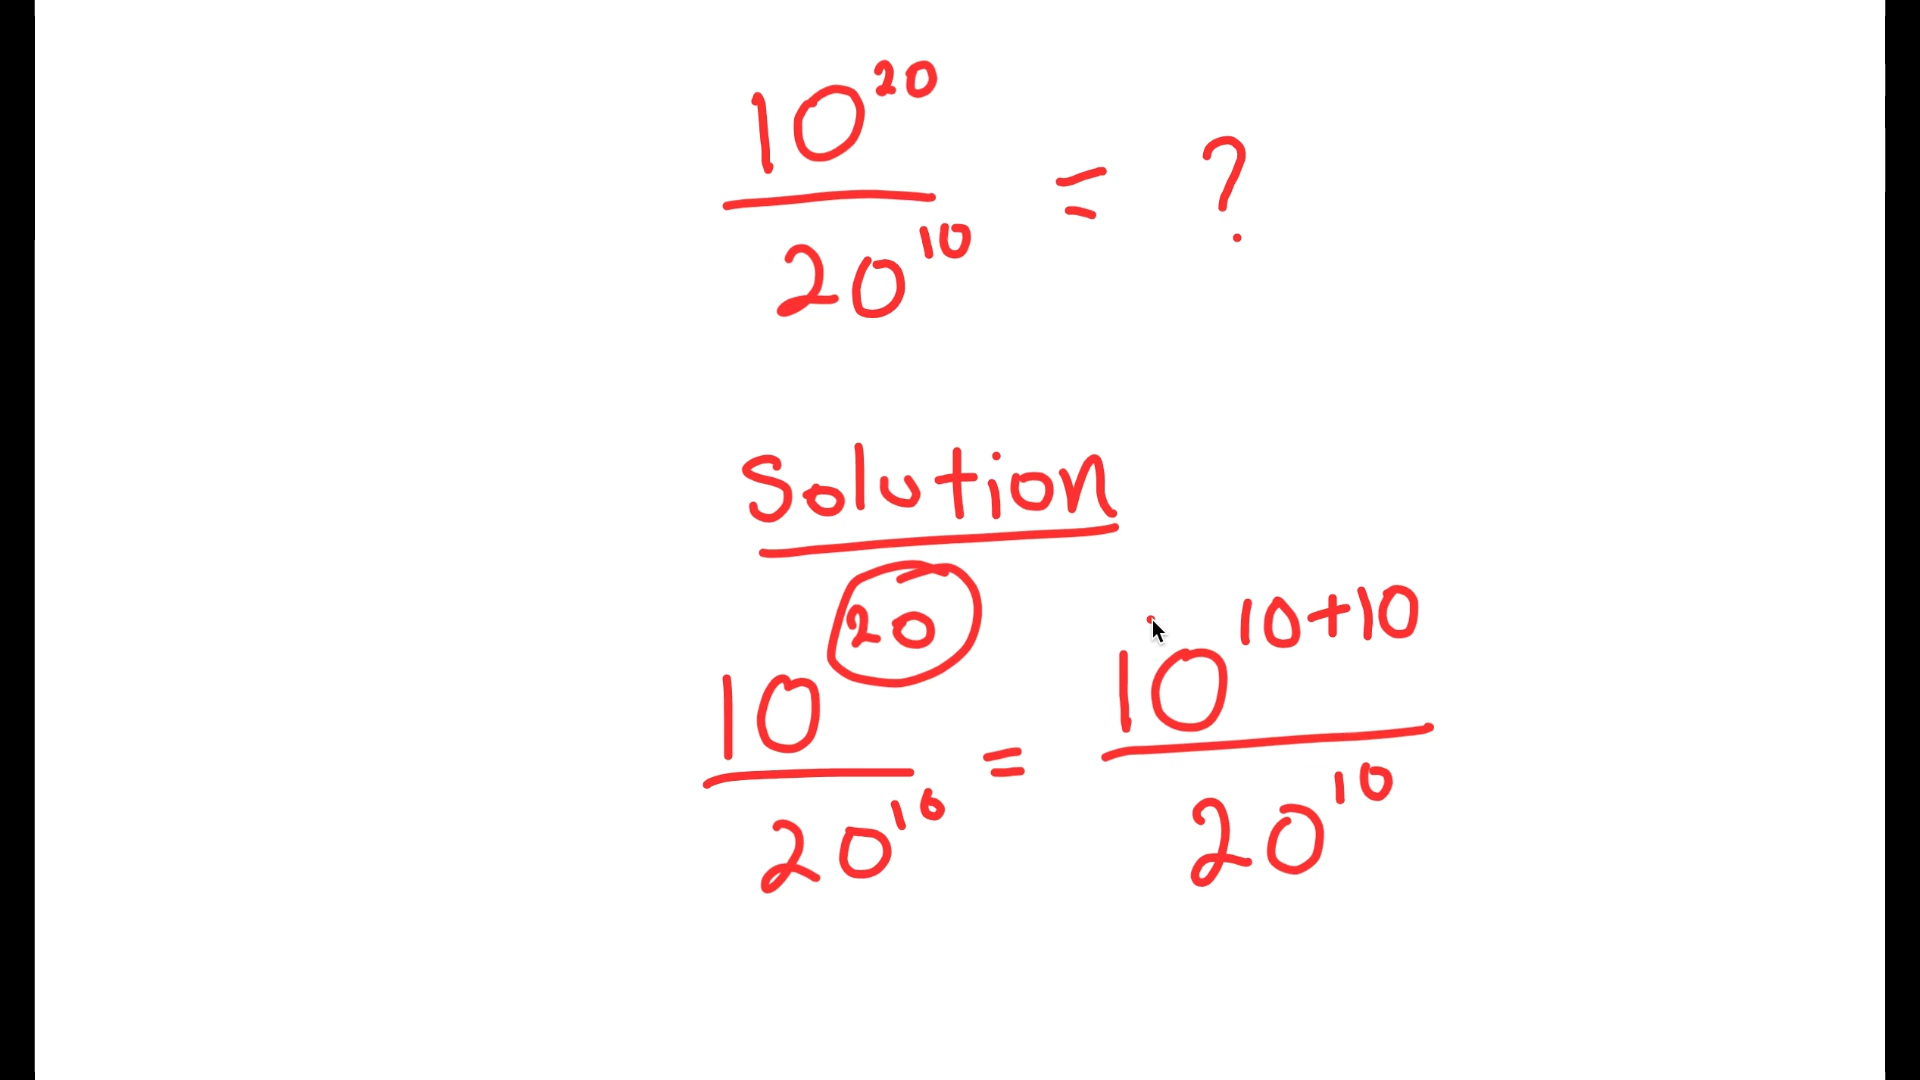 10^20 / 20^10 = ?
Solution
10^20 / 20^10 = 10^10+10 / 20^10